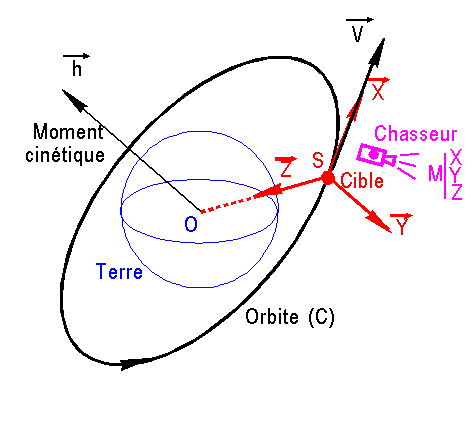 V
h
X
Moment
cinétique
Chasseur
Z
S
Cible
M
X
Y
Z
Y
O
Terre
Orbite (C)